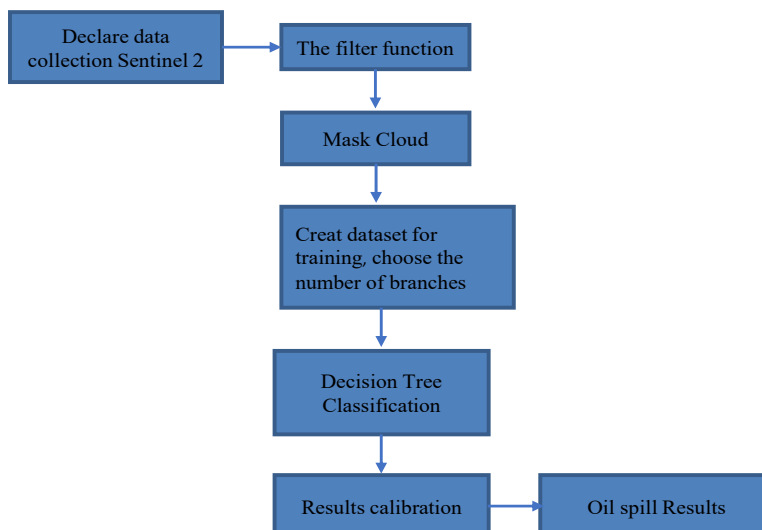 Declare data
collection Sentinel 2
The filter function
Mask Cloud
Creat dataset for
training, choose the
number of branches
Decision Tree
Classification
Results calibration
Oil spill Results